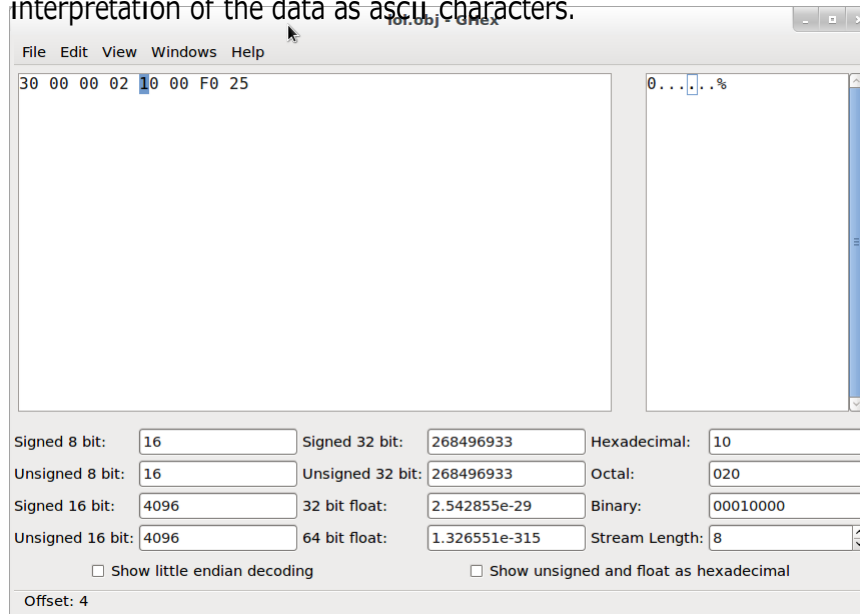 interpretation of the data as ascii characters.
lol.obj - GHex
File Edit View Windows Help
30 00 00 02 10 00 F0 25 0......%
Signed 8 bit: 16 Signed 32 bit: 268496933 Hexadecimal: 10
Unsigned 8 bit: 16 Unsigned 32 bit: 268496933 Octal: 020
Signed 16 bit: 4096 32 bit float: 2.542855e-29 Binary: 00010000
Unsigned 16 bit: 4096 64 bit float: 1.326551e-315 Stream Length: 8
Show little endian decoding Show unsigned and float as hexadecimal
Offset: 4